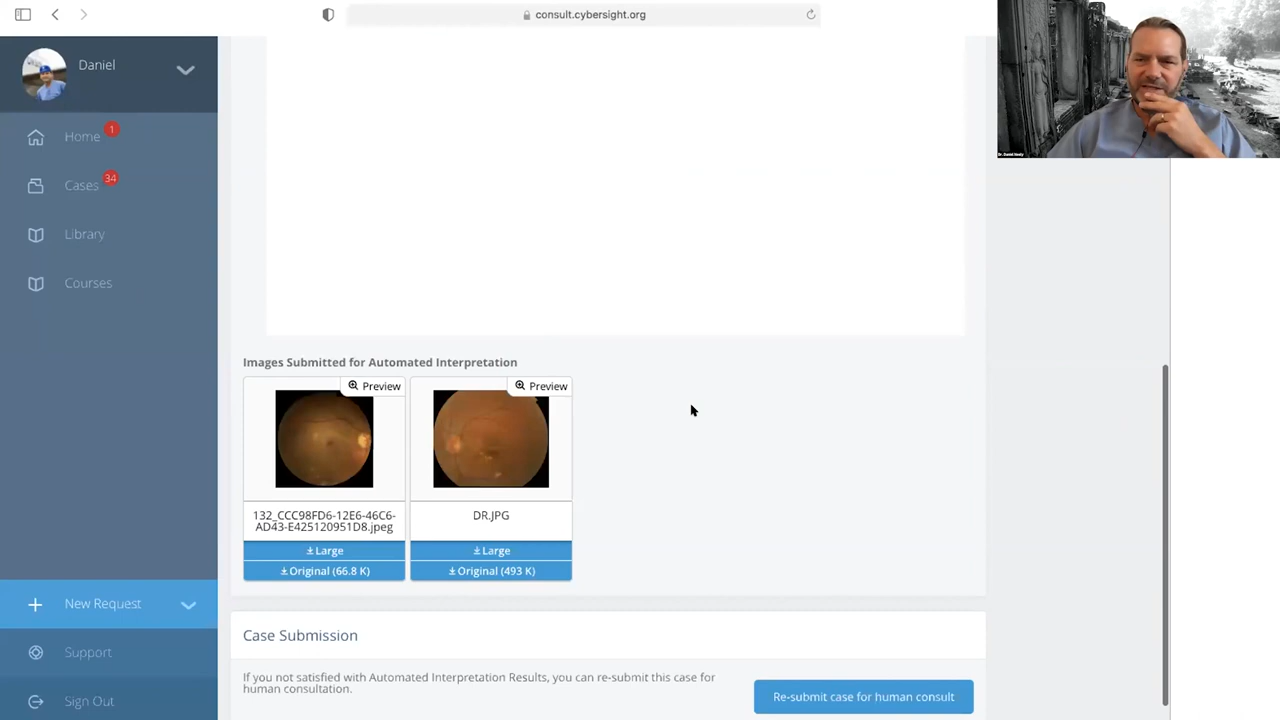 consult.cybersight.org
Daniel
Home 1
Cases 34
Library
Courses
Images Submitted for Automated Interpretation
Preview
Preview
132_CCC98FD6-12E6-46C6-
AD43-E425120951D8.jpeg
DR.JPG
Large
Large
Original (66.8 K)
Original (493 K)
New Request
Case Submission
Support
If you not satisfied with Automated Interpretation Results, you can re-submit this case for
human consultation.
Re-submit case for human consult
Sign Out